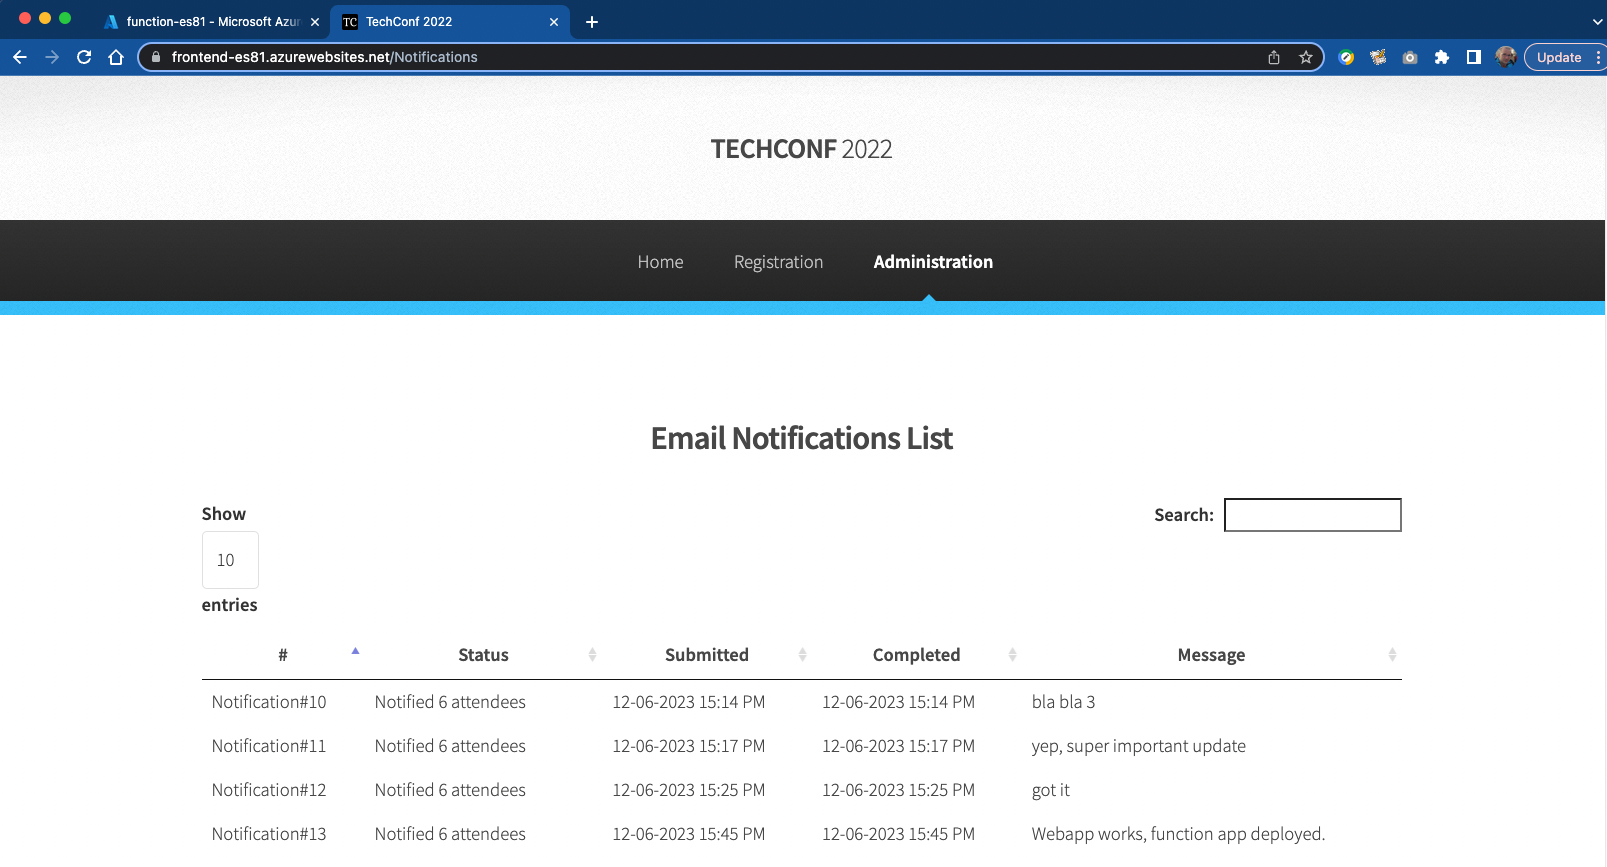 function-es81 - Microsoft Azur
TechConf 2022
frontend-es81.azurewebsites.net/Notifications
Update
TECHCONF 2022
Home Registration Administration
Email Notifications List
Show
10
entries
Search:
# Status Submitted Completed Message
Notification#10 Notified 6 attendees 12-06-2023 15:14 PM 12-06-2023 15:14 PM bla bla 3
Notification#11 Notified 6 attendees 12-06-2023 15:17 PM 12-06-2023 15:17 PM yep, super important update
Notification#12 Notified 6 attendees 12-06-2023 15:25 PM 12-06-2023 15:25 PM got it
Notification#13 Notified 6 attendees 12-06-2023 15:45 PM 12-06-2023 15:45 PM Webapp works, function app deployed.